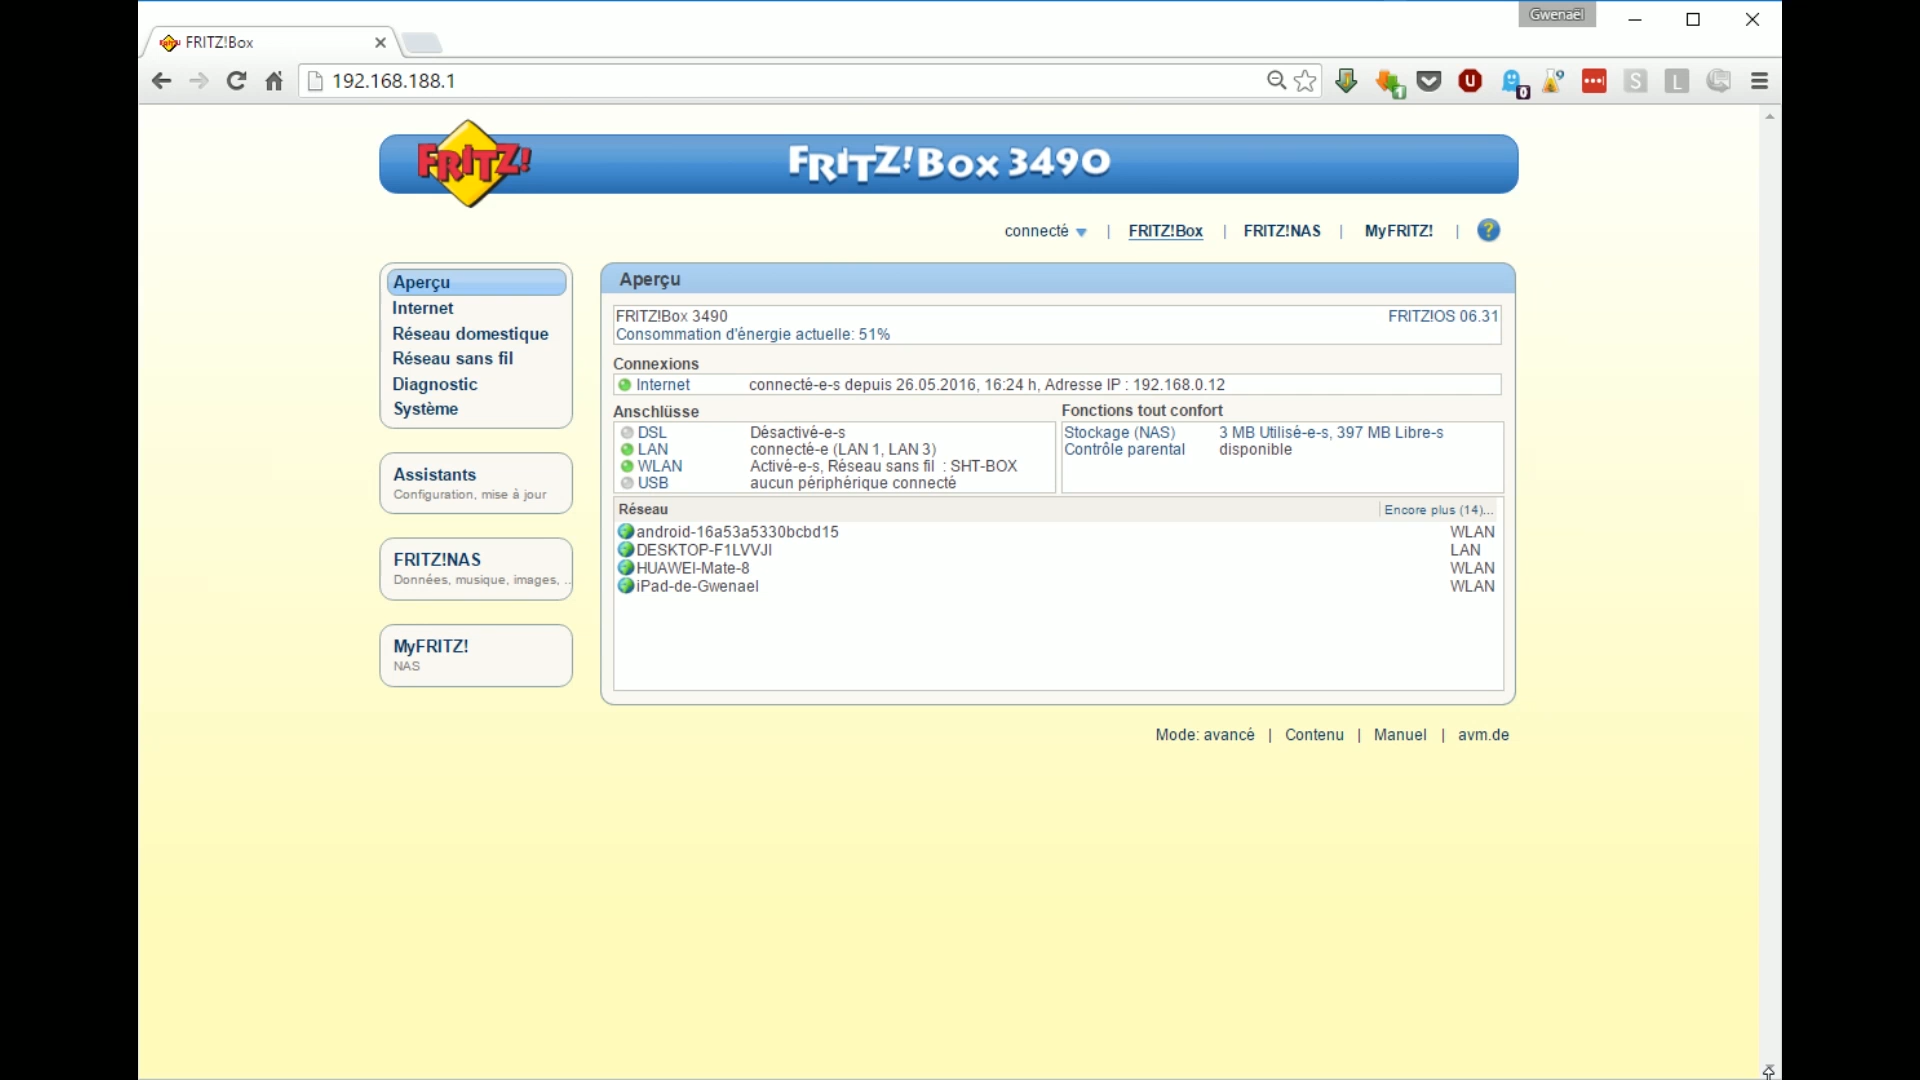 Gwenaël
FRITZ!Box
192.168.188.1
FRITZ!
FRITZ!Box 3490
connecté | FRITZ!Box | FRITZ!NAS | MyFRITZ! | ?
Aperçu
Internet
Réseau domestique
Réseau sans fil
Diagnostic
Système
Assistants
Configuration, mise à jour
FRITZ!NAS
Données, musique, images, ..
MyFRITZ!
NAS
Aperçu
FRITZ!Box 3490 FRITZ!OS 06.31
Consommation d'énergie actuelle: 51%
Connexions
Internet connecté-e-s depuis 26.05.2016, 16:24 h, Adresse IP : 192.168.0.12
Anschlüsse
DSL Désactivé-e-s
LAN connecté-e (LAN 1, LAN 3)
WLAN Activé-e-s, Réseau sans fil : SHT-BOX
USB aucun périphérique connecté
Fonctions tout confort
Stockage (NAS) 3 MB Utilisé-e-s, 397 MB Libre-s
Contrôle parental disponible
Réseau Encore plus (14)...
android-16a53a5330bcbd15 WLAN
DESKTOP-F1LVVJI LAN
HUAWEI-Mate-8 WLAN
iPad-de-Gwenael WLAN
Mode: avancé | Contenu | Manuel | avm.de